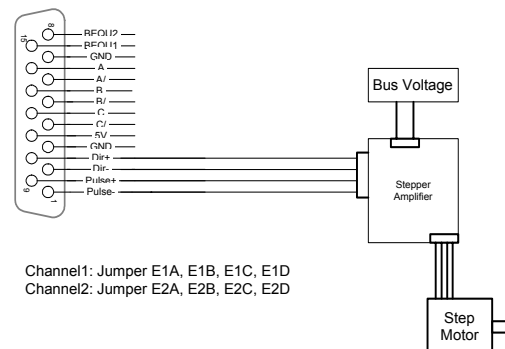 8
15
BEQU2
BEQU1
GND
A
A/
B
B/
C
C/
5V
GND
Dir+
Dir-
Pulse+
Pulse-
9
1
Bus Voltage
Stepper
Amplifier
Channel1: Jumper E1A, E1B, E1C, E1D
Channel2: Jumper E2A, E2B, E2C, E2D
Step
Motor